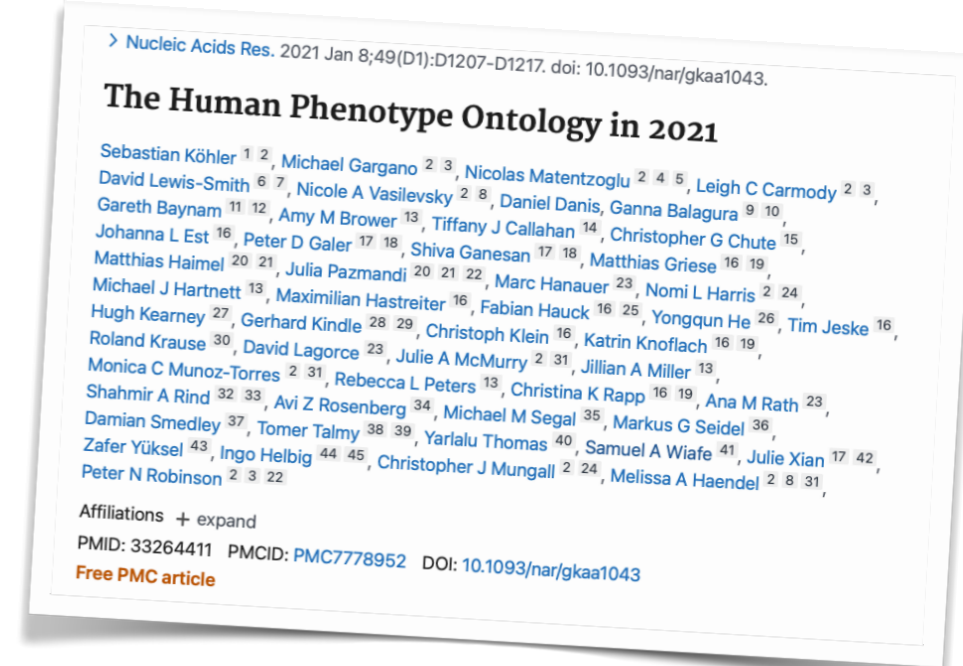 > Nucleic Acids Res. 2021 Jan 8;49(D1):D1207-D1217. doi: 10.1093/nar/gkaa1043.
The Human Phenotype Ontology in 2021
Sebastian Köhler 1 2, Michael Gargano 2 3, Nicolas Matentzoglu 2 4 5, Leigh C Carmody 2 3,
David Lewis-Smith 6 7, Nicole A Vasilevsky 2 8, Daniel Danis, Ganna Balagura 9 10,
Gareth Baynam 11 12, Amy M Brower 13, Tiffany J Callahan 14, Christopher G Chute 15,
Johanna L Est 16, Peter D Galer 17 18, Shiva Ganesan 17 18, Matthias Griese 16 19,
Matthias Haimel 20 21, Julia Pazmandi 20 21 22, Marc Hanauer 23, Nomi L Harris 2 24,
Michael J Hartnett 13, Maximilian Hastreiter 16, Fabian Hauck 16 25, Yongqun He 26, Tim Jeske 16,
Hugh Kearney 27, Gerhard Kindle 28 29, Christoph Klein 16, Katrin Knoflach 16 19,
Roland Krause 30, David Lagorce 23, Julie A McMurry 2 31, Jillian A Miller 13,
Monica C Munoz-Torres 2 31, Rebecca L Peters 13, Christina K Rapp 16 19, Ana M Rath 23,
Shahmir A Rind 32 33, Avi Z Rosenberg 34, Michael M Segal 35, Markus G Seidel 36,
Damian Smedley 37, Tomer Talmy 38 39, Yarlalu Thomas 40, Samuel A Wiafe 41, Julie Xian 17 42,
Zafer Yüksel 43, Ingo Helbig 44 45, Christopher J Mungall 2 24, Melissa A Haendel 2 8 31,
Peter N Robinson 2 3 22
Affiliations + expand
PMID: 33264411 PMCID: PMC7778952 DOI: 10.1093/nar/gkaa1043
Free PMC article